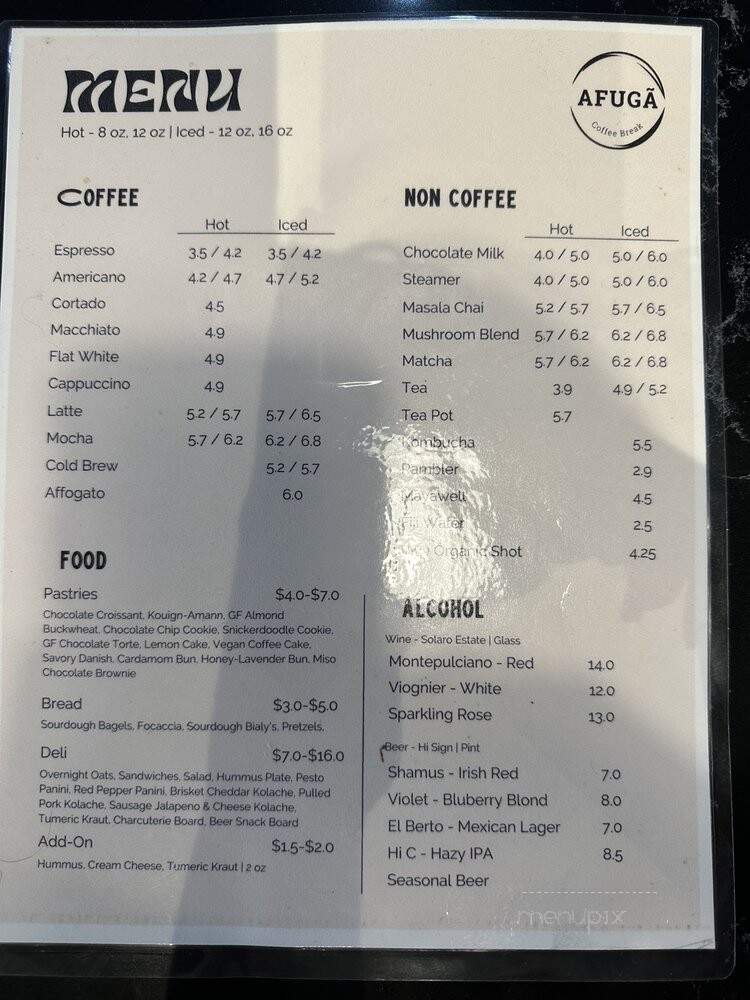 MENU
Hot - 8 oz, 12 oz | Iced - 12 oz, 16 oz
AFUGÃ
Coffee Break
COFFEE
Hot Iced
Espresso 3.5 / 4.2 3.5 / 4.2
Americano 4.2 / 4.7 4.7 / 5.2
Cortado 4.5
Macchiato 4.9
Flat White 4.9
Cappuccino 4.9
Latte 5.2 / 5.7 5.7 / 6.5
Mocha 5.7 / 6.2 6.2 / 6.8
Cold Brew 5.2 / 5.7
Affogato 6.0
NON COFFEE
Hot Iced
Chocolate Milk 4.0 / 5.0 5.0 / 6.0
Steamer 4.0 / 5.0 5.0 / 6.0
Masala Chai 5.2 / 5.7 5.7 / 6.5
Mushroom Blend 5.7 / 6.2 6.2 / 6.8
Matcha 5.7 / 6.2 6.2 / 6.8
Tea 3.9 4.9 / 5.2
Tea Pot 5.7
Kombucha 5.5
Rambler 2.9
Mayawell 4.5
Fiji Water 2.5
Organic Shot 4.25
FOOD
Pastries $4.0-$7.0
Chocolate Croissant, Kouign-Amann, GF Almond
Buckwheat, Chocolate Chip Cookie, Snickerdoodle Cookie,
GF Chocolate Torte, Lemon Cake, Vegan Coffee Cake,
Savory Danish, Cardamom Bun, Honey-Lavender Bun, Miso
Chocolate Brownie
Bread $3.0-$5.0
Sourdough Bagels, Focaccia, Sourdough Bialy's, Pretzels,
Deli $7.0-$16.0
Overnight Oats, Sandwiches, Salad, Hummus Plate, Pesto
Panini, Red Pepper Panini, Brisket Cheddar Kolache, Pulled
Pork Kolache, Sausage Jalapeno & Cheese Kolache,
Tumeric Kraut, Charcuterie Board, Beer Snack Board
Add-On $1.5-$2.0
Hummus, Cream Cheese, Tumeric Kraut | 2 oz
ALCOHOL
Wine - Solaro Estate | Glass
Montepulciano - Red 14.0
Viognier - White 12.0
Sparkling Rose 13.0
Beer - Hi Sign | Pint
Shamus - Irish Red 7.0
Violet - Bluberry Blond 8.0
El Berto - Mexican Lager 7.0
Hi C - Hazy IPA 8.5
Seasonal Beer
menupix